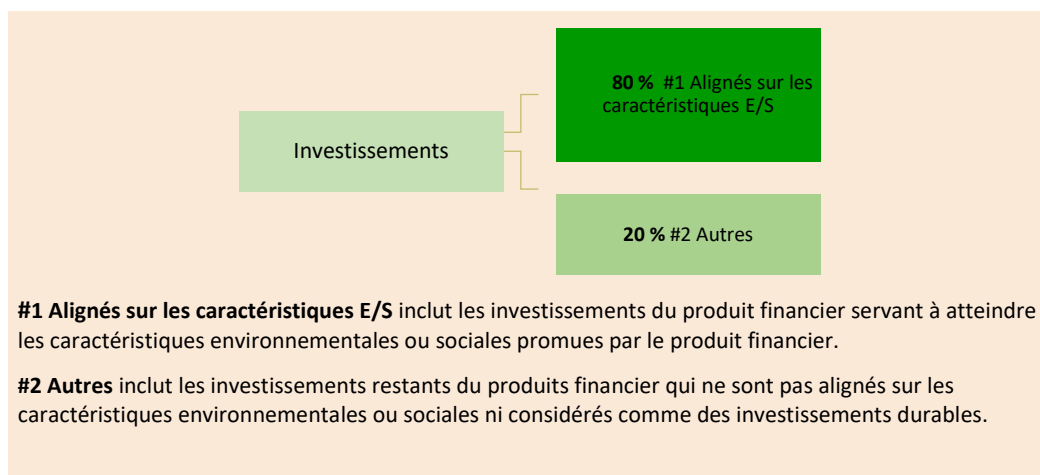 80 % #1 Alignés sur les
caractéristiques E/S
Investissements
20 % #2 Autres
#1 Alignés sur les caractéristiques E/S inclut les investissements du produit financier servant à atteindre
les caractéristiques environnementales ou sociales promues par le produit financier.
#2 Autres inclut les investissements restants du produits financier qui ne sont pas alignés sur les
caractéristiques environnementales ou sociales ni considérés comme des investissements durables.